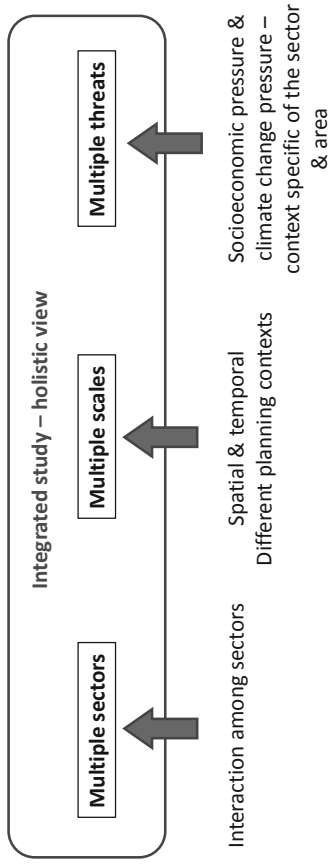 Integrated study – holistic view
Multiple sectors
Multiple scales
Multiple threats
Interaction among sectors
Spatial & temporal
Different planning contexts
Socioeconomic pressure &
climate change pressure –
context specific of the sector
& area